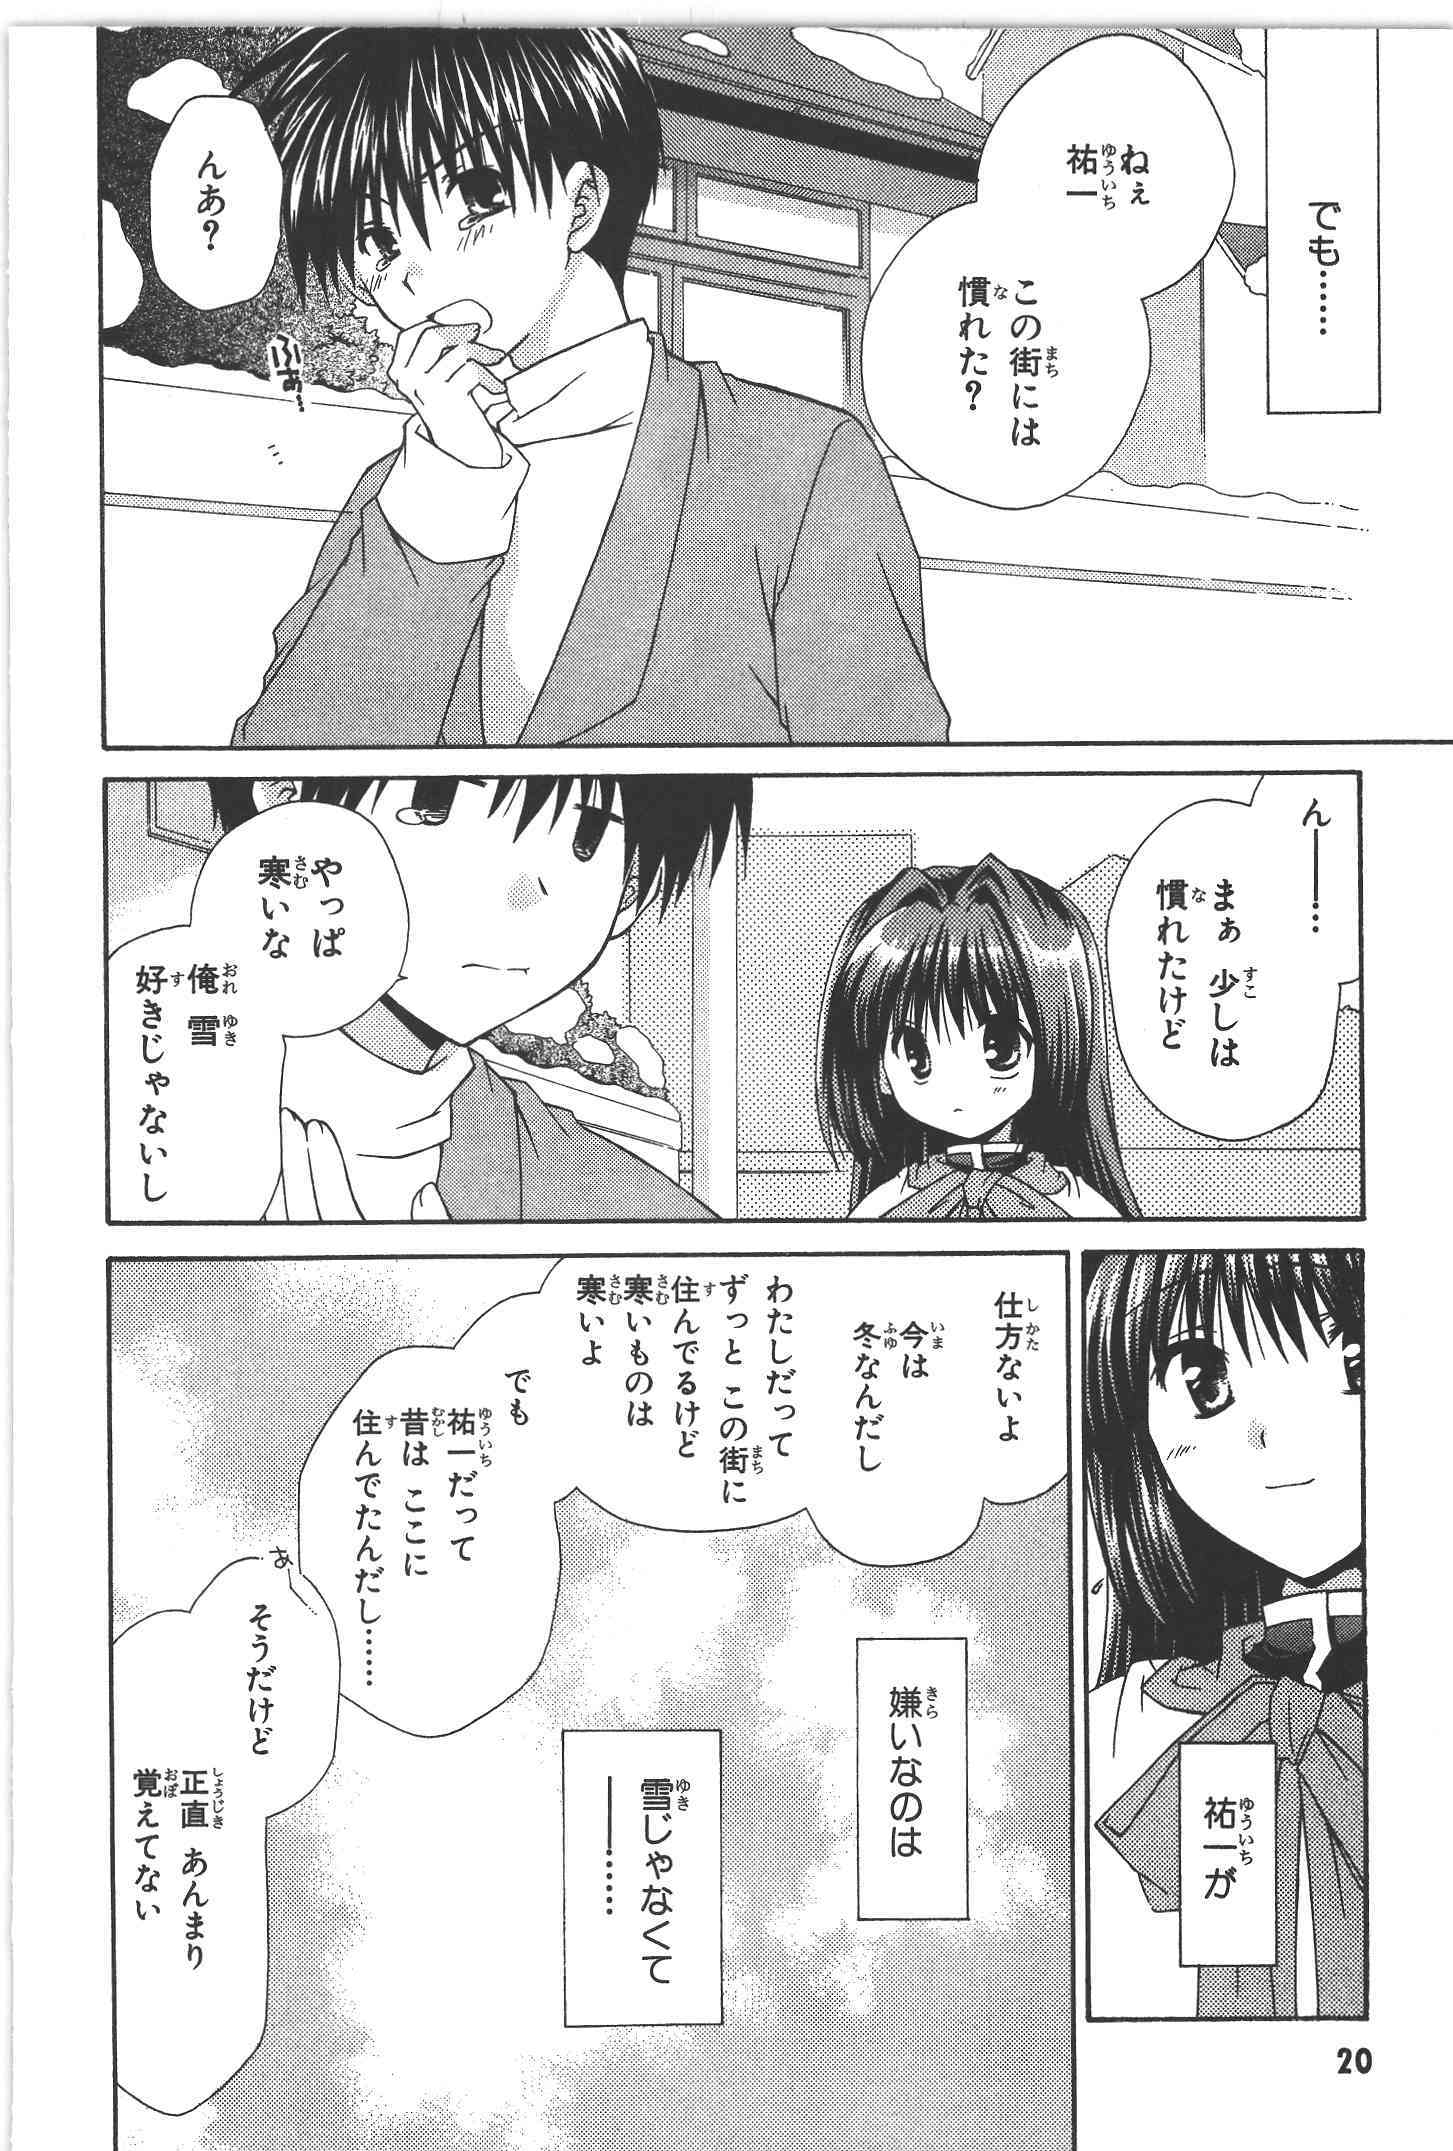 でも……
ねぇ
祐一
この街には
慣れた?
んあ?
ふぁ…
ん——…
まぁ 少しは
慣れたけど
やっぱ
寒いな
俺 雪
好きじゃないし
祐一が
仕方ないよ
今は
冬なんだし
わたしだって
ずっと この街に
住んでるけど
寒いものは
寒いよ
でも
祐一だって
昔は ここに
住んでたんだし……
嫌いなのは
雪じゃなくて
——……
あー…
そうだけど
正直 あんまり
覚えてない
20